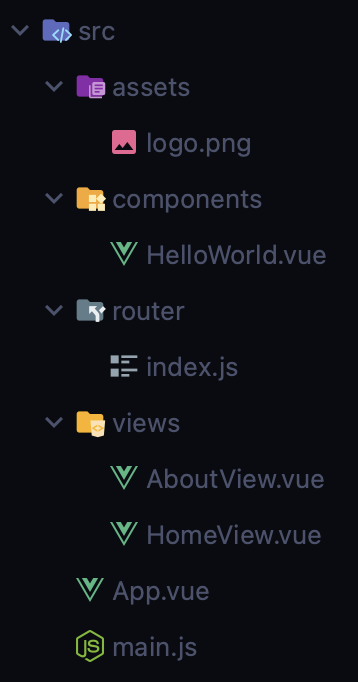 src
assets
logo.png
components
HelloWorld.vue
router
index.js
views
AboutView.vue
HomeView.vue
App.vue
main.js